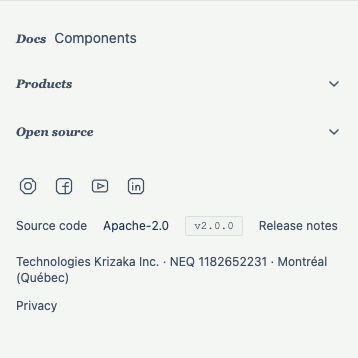 Docs Components
Products
Open source
Source code Apache-2.0 v2.0.0 Release notes
Technologies Krizaka Inc. · NEQ 1182652231 · Montréal
(Québec)
Privacy